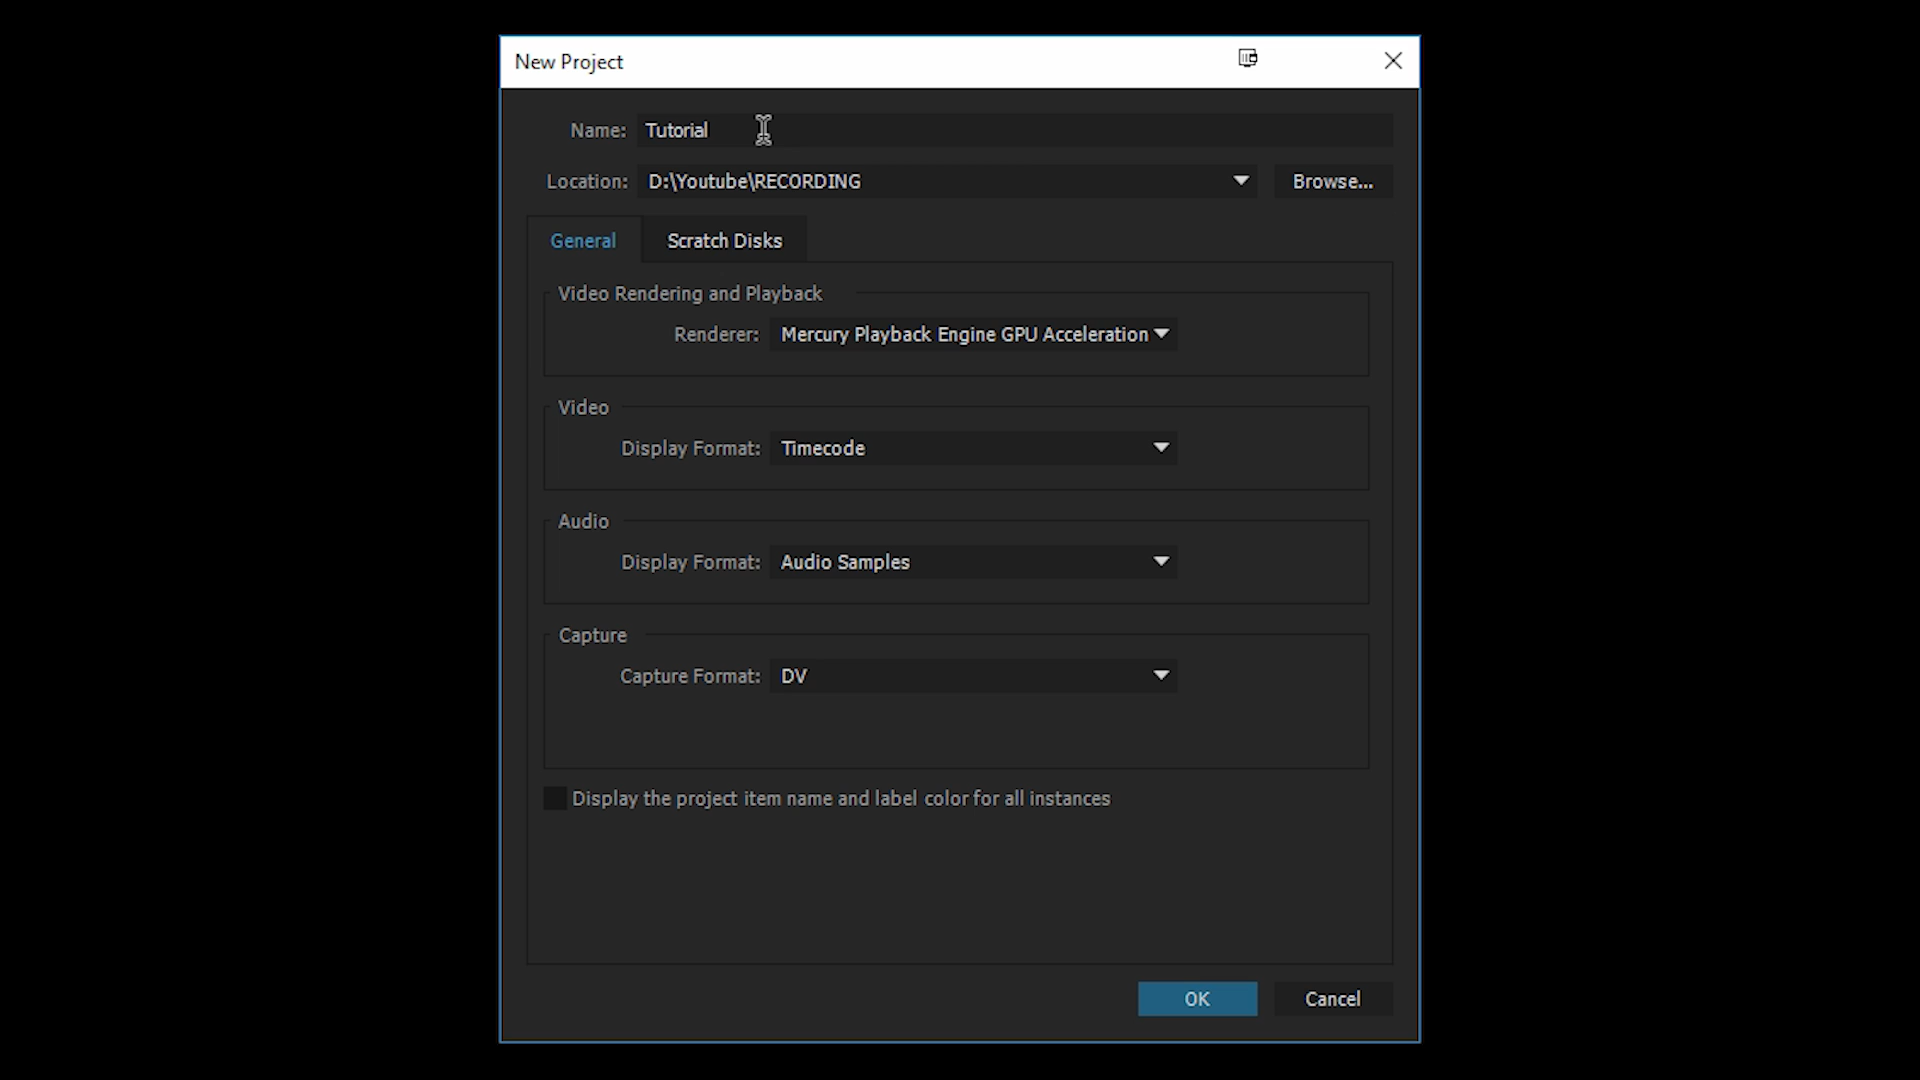 New Project
Name: Tutorial
Location: D:\Youtube\RECORDING Browse...
General Scratch Disks
Video Rendering and Playback
Renderer: Mercury Playback Engine GPU Acceleration
Video
Display Format: Timecode
Audio
Display Format: Audio Samples
Capture
Capture Format: DV
Display the project item name and label color for all instances
OK Cancel